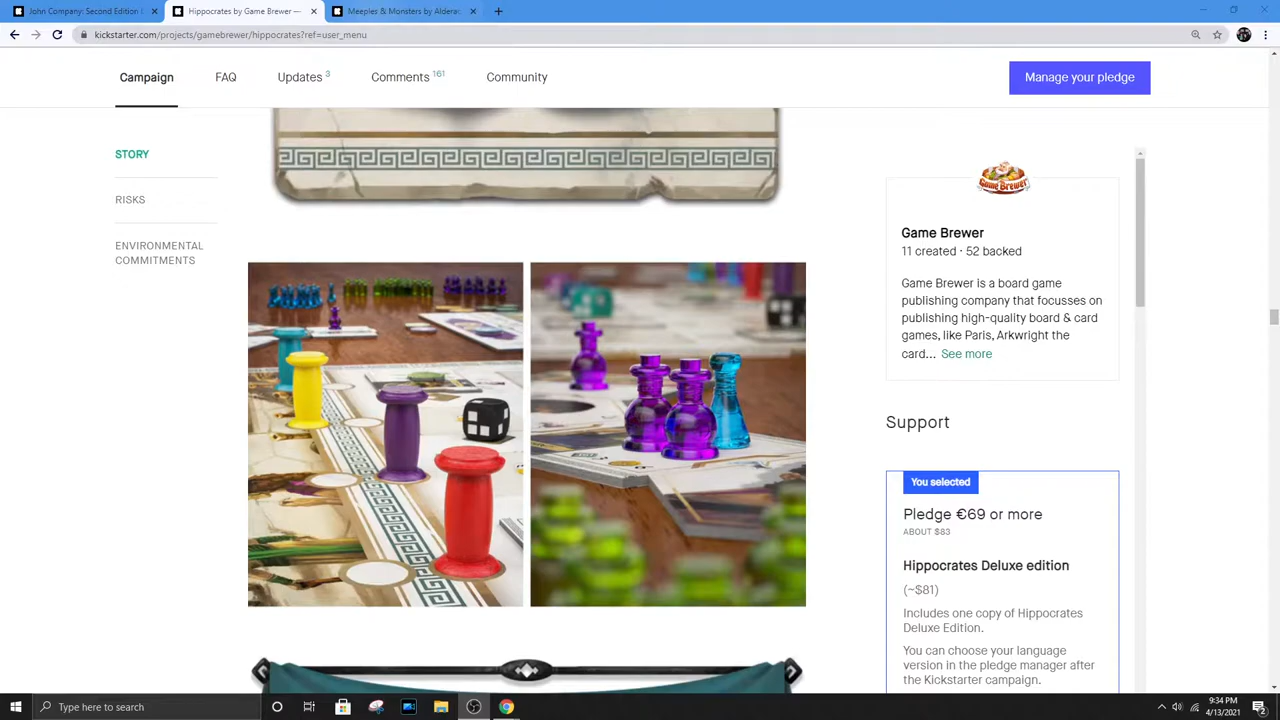 John Company: Second Edition
Hippocrates by Game Brewer —
Meeples & Monsters by Aldera
kickstarter.com/projects/gamebrewer/hippocrates?ref=user_menu
Campaign
FAQ
Updates 3
Comments 161
Community
Manage your pledge
STORY
RISKS
ENVIRONMENTAL
COMMITMENTS
Game Brewer
Game Brewer
11 created · 52 backed
Game Brewer is a board game
publishing company that focusses on
publishing high-quality board & card
games, like Paris, Arkwright the
card... See more
Support
You selected
Pledge €69 or more
ABOUT $83
Hippocrates Deluxe edition
(~$81)
Includes one copy of Hippocrates
Deluxe Edition.
You can choose your language
version in the pledge manager after
the Kickstarter campaign.
Type here to search
9:34 PM
4/13/2021
2